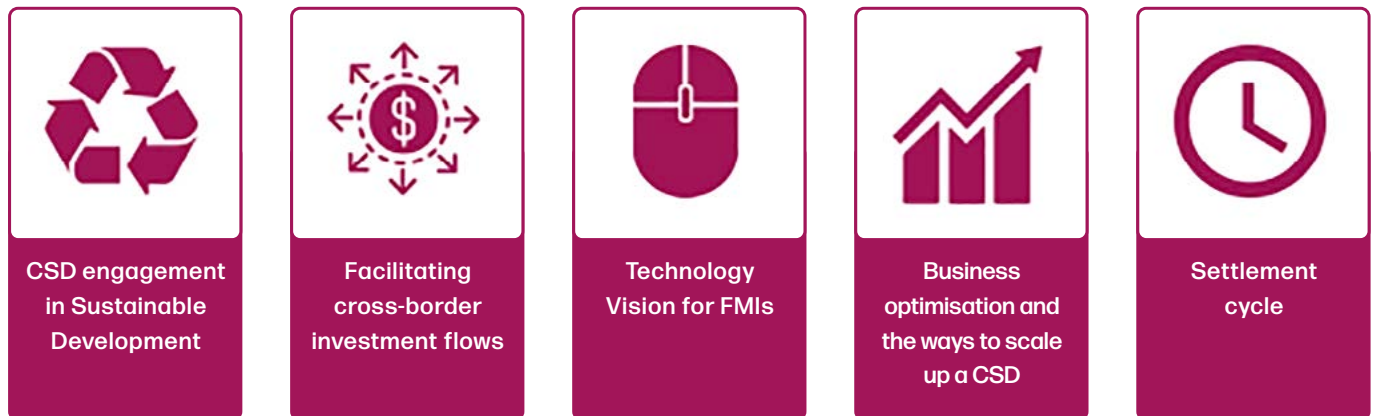 $
CSD engagement
in Sustainable
Development
Facilitating
cross-border
investment flows
Technology
Vision for FMIs
Business
optimisation and
the ways to scale
up a CSD
Settlement
cycle